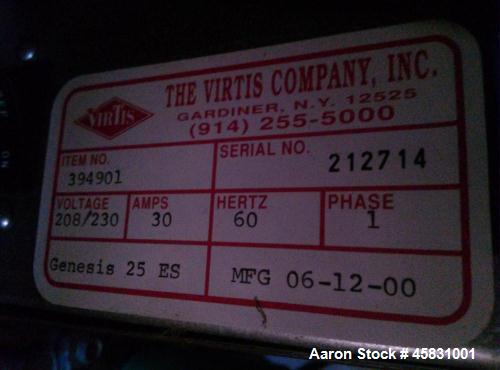 VIRTIS
THE VIRTIS COMPANY, INC.
GARDINER, N.Y. 12525
(914) 255-5000
ITEM NO.
394901
SERIAL NO.
212714
VOLTAGE
208/230
AMPS
30
HERTZ
60
PHASE
1
Genesis 25 ES
MFG 06-12-00
NO
Aaron Stock # 45831001